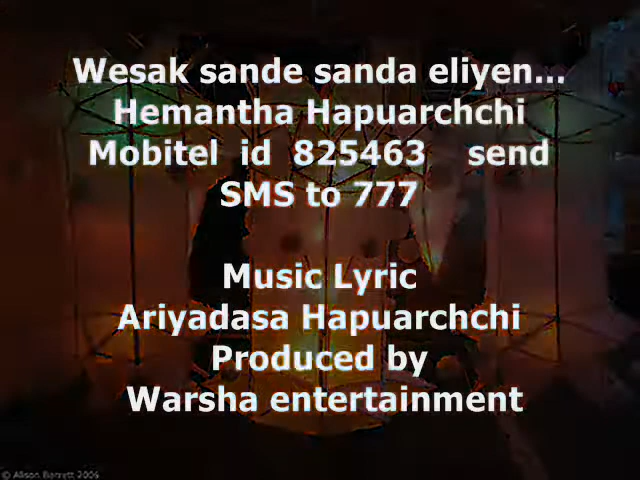 Wesak sande sanda eliyen...
Hemantha Hapuarchchi
Mobitel id 825463 send
SMS to 777
Music Lyric
Ariyadasa Hapuarchchi
Produced by
Warsha entertainment
© Alison Barrett 2006